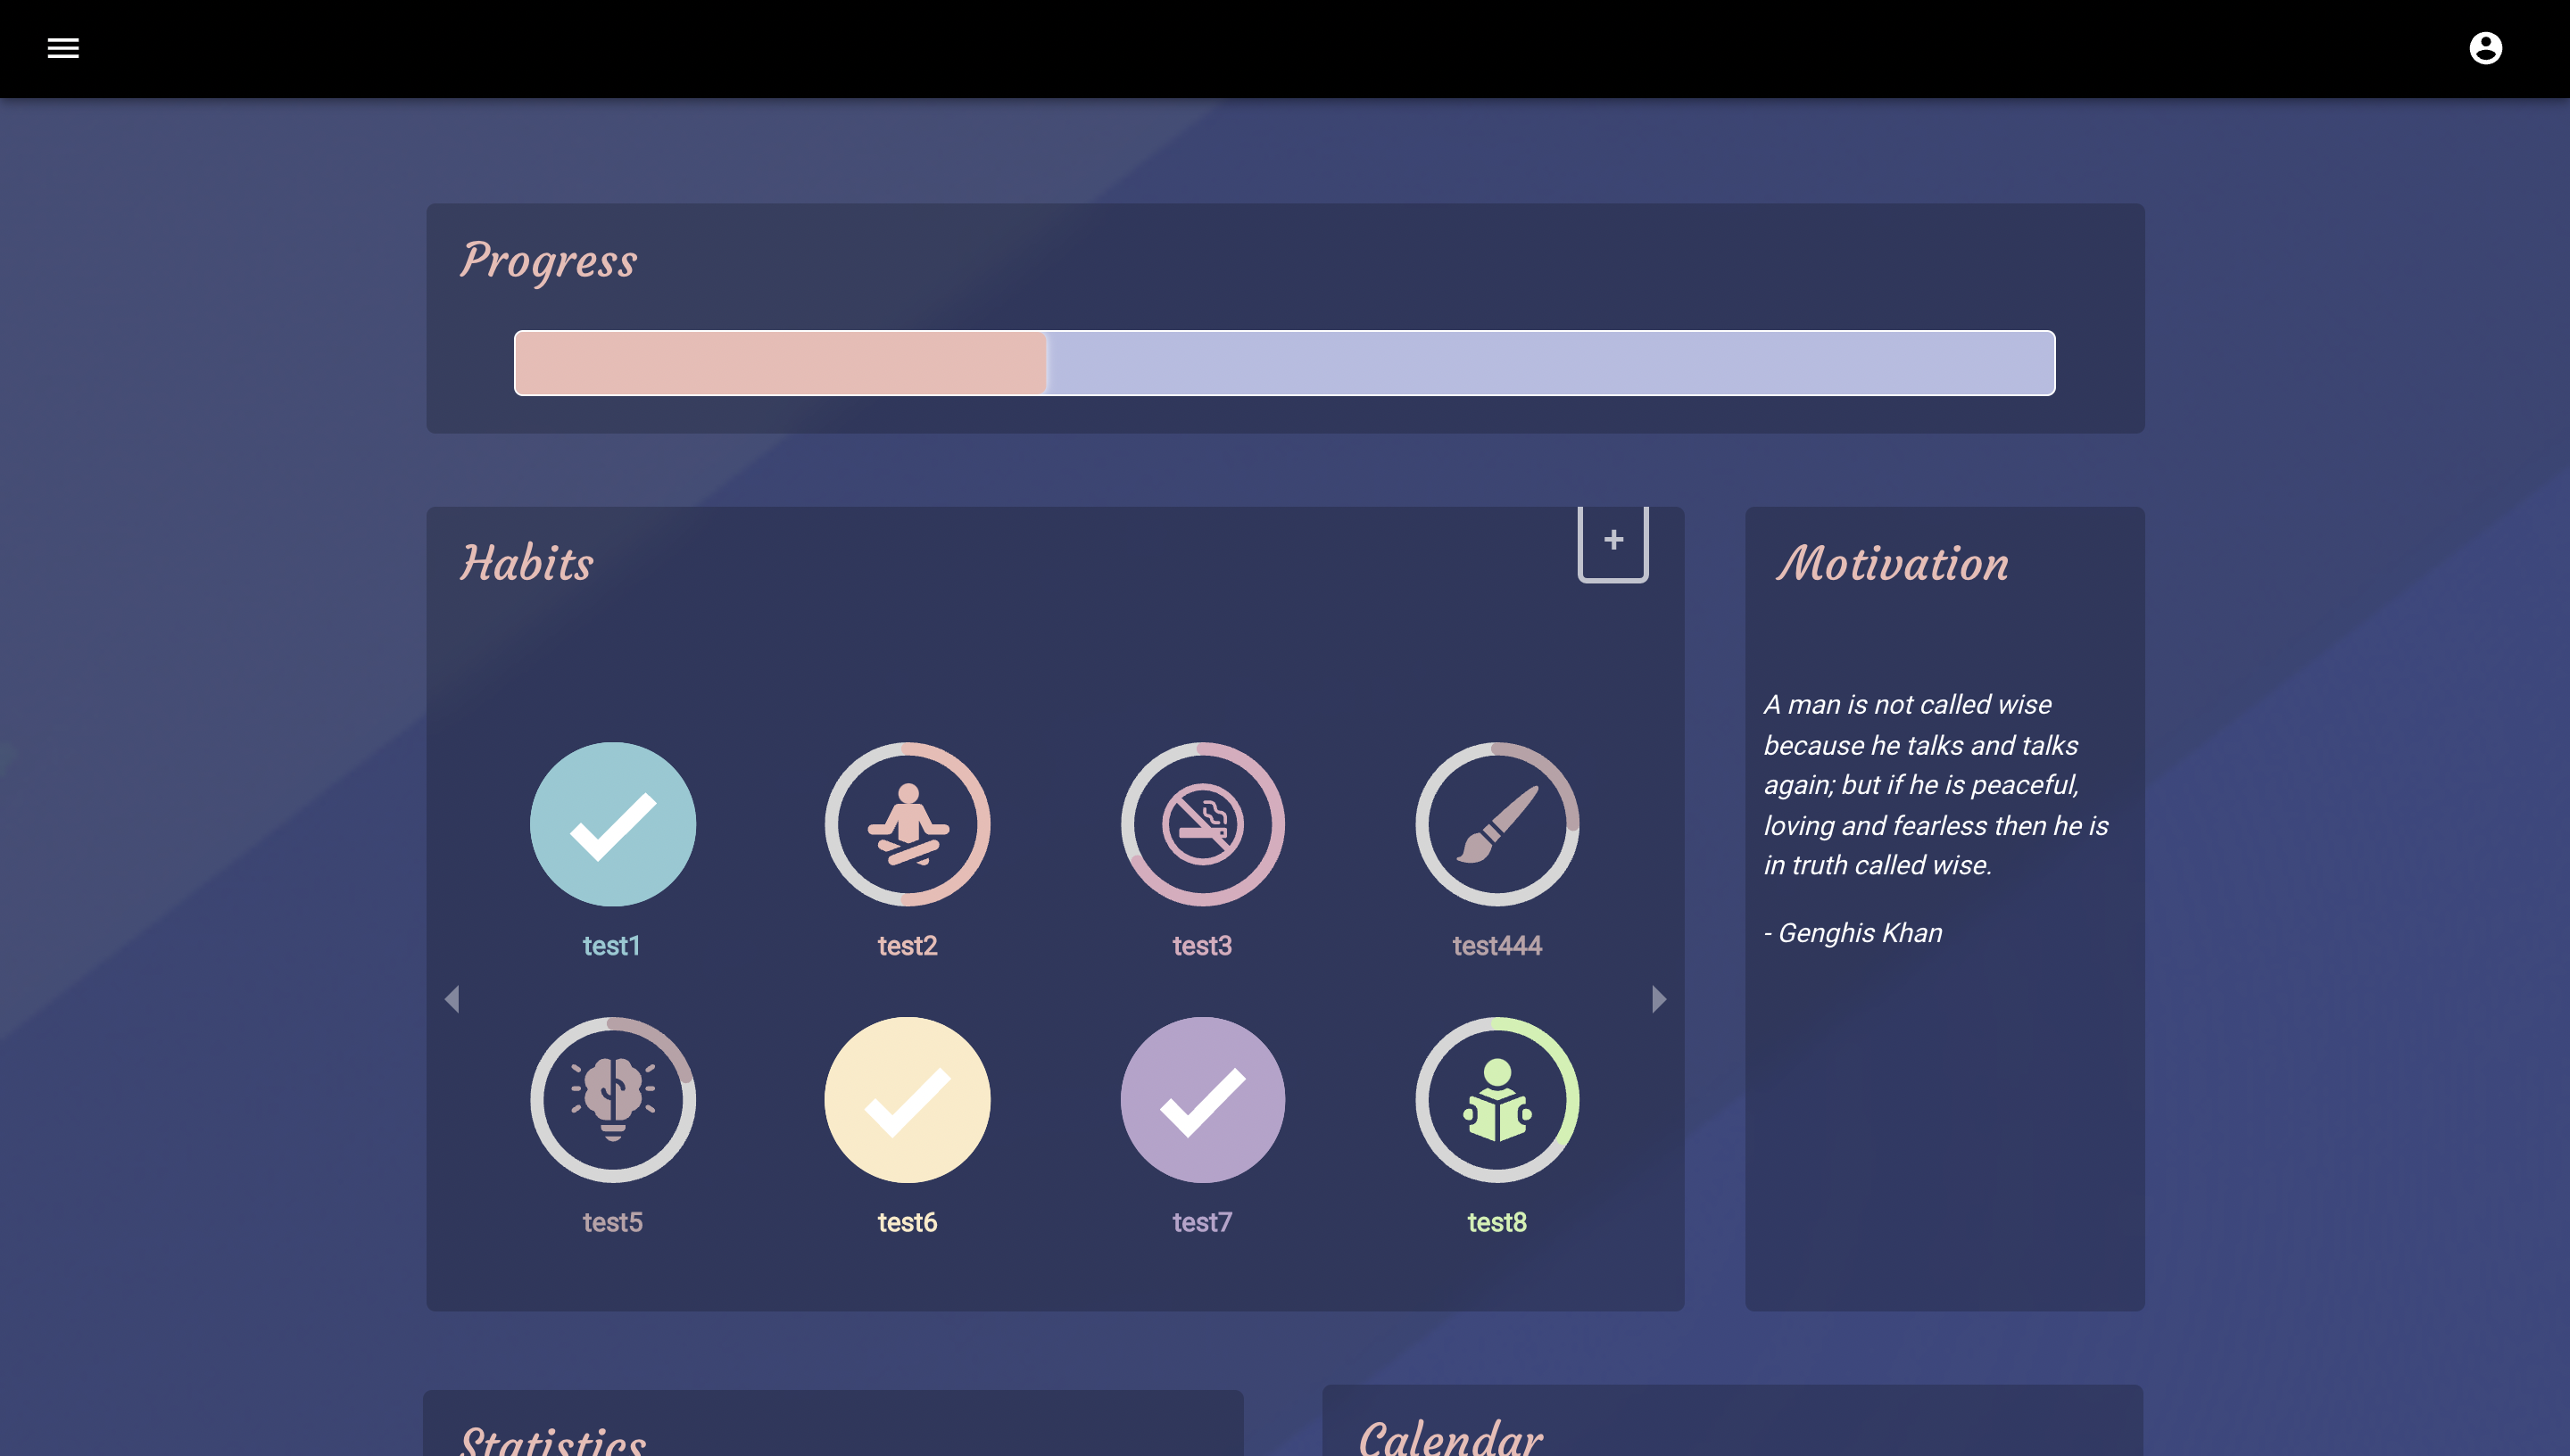 Progress
Habits
+
Motivation
A man is not called wise
because he talks and talks
again; but if he is peaceful,
loving and fearless then he is
in truth called wise.
- Genghis Khan
test1
test2
test3
test444
test5
test6
test7
test8
Statistics
Calendar